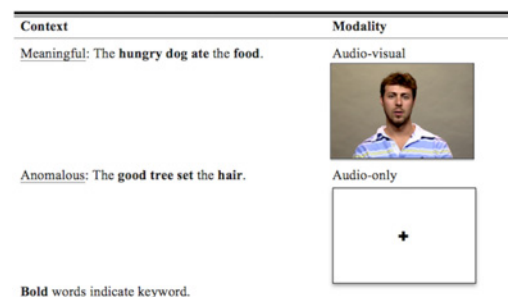 Context Modality
Meaningful: The hungry dog ate the food. Audio-visual
Anomalous: The good tree set the hair. Audio-only
Bold words indicate keyword.